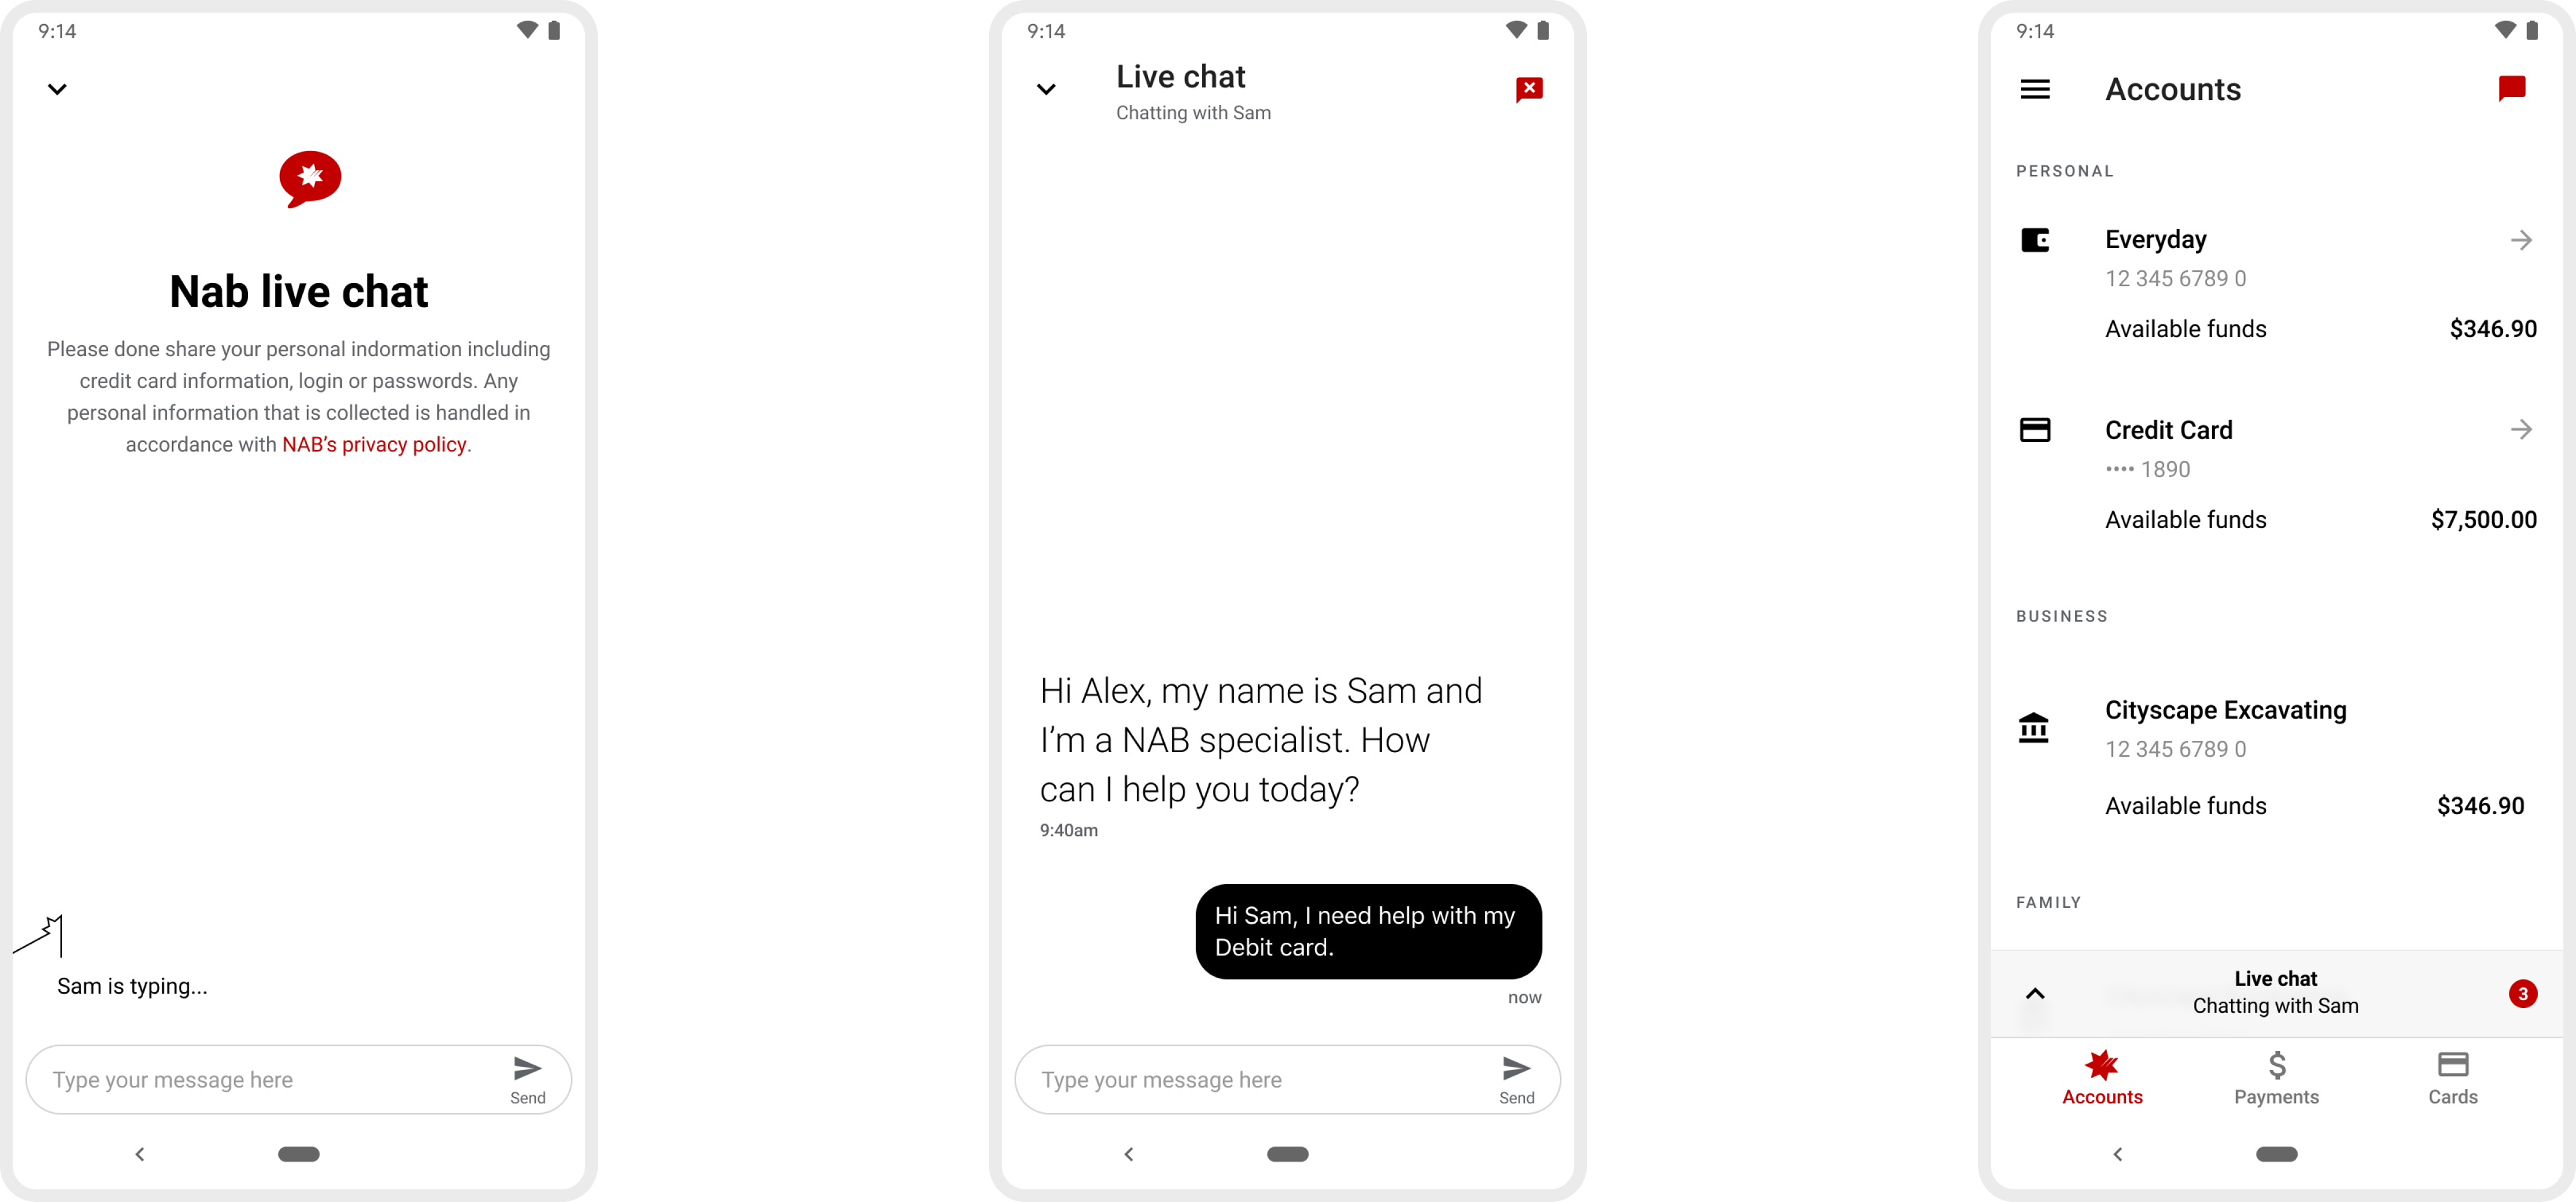 9:14
Nab live chat
Please done share your personal indormation including
credit card information, login or passwords. Any
personal information that is collected is handled in
accordance with NAB’s privacy policy.
Sam is typing...
Type your message here
Send
9:14
Live chat
Chatting with Sam
Hi Alex, my name is Sam and
I’m a NAB specialist. How
can I help you today?
9:40am
Hi Sam, I need help with my
Debit card.
now
Type your message here
Send
9:14
Accounts
PERSONAL
Everyday
12 345 6789 0
Available funds $346.90
Credit Card
•••• 1890
Available funds $7,500.00
BUSINESS
Cityscape Excavating
12 345 6789 0
Available funds $346.90
FAMILY
Live chat
Chatting with Sam
3
Accounts Payments Cards